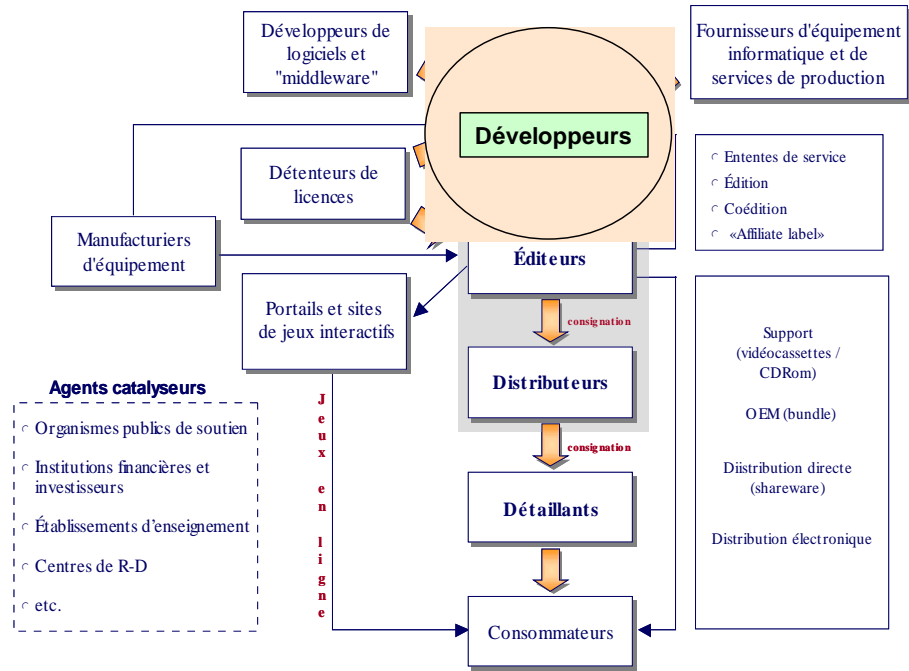 Développeurs de
logiciels et
"middleware"
Fournisseurs d'équipement
informatique et de
services de production
Développeurs
Détenteurs de
licences
Ententes de service
Édition
Coédition
«Affiliate label»
Manufacturiers
d'équipement
Éditeurs
Portails et sites
de jeux interactifs
consignation
Support
(vidéocassettes /
CDRom)
OEM (bundle)
Diistribution directe
(shareware)
Distribution électronique
Distributeurs
consignation
Agents catalyseurs
Organismes publics de soutien
Institutions financières et
investisseurs
Établissements d'enseignement
Centres de R-D
etc.
Jeux en ligne
Détaillants
Consommateurs